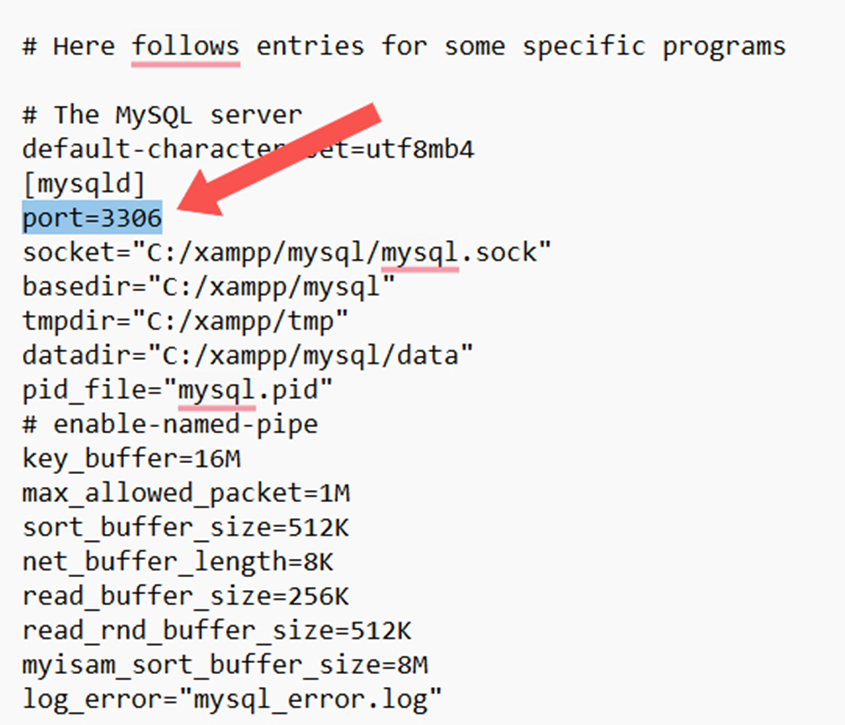 # Here follows entries for some specific programs
# The MySQL server
default-character-set=utf8mb4
[mysqld]
port=3306
socket="C:/xampp/mysql/mysql.sock"
basedir="C:/xampp/mysql"
tmpdir="C:/xampp/tmp"
datadir="C:/xampp/mysql/data"
pid_file="mysql.pid"
# enable-named-pipe
key_buffer=16M
max_allowed_packet=1M
sort_buffer_size=512K
net_buffer_length=8K
read_buffer_size=256K
read_rnd_buffer_size=512K
myisam_sort_buffer_size=8M
log_error="mysql_error.log"